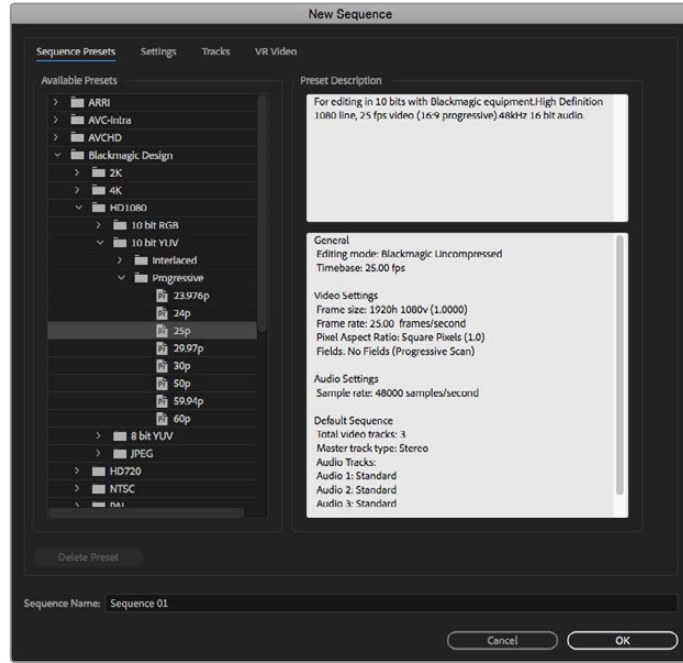 New Sequence
Sequence Presets Settings Tracks VR Video
Available Presets
ARRI
AVC-Intra
AVCHD
Blackmagic Design
2K
4K
HD1080
10 bit RGB
10 bit YUV
Interlaced
Progressive
23.976p
24p
25p
29.97p
30p
50p
59.94p
60p
8 bit YUV
JPEG
HD720
NTSC
PAL
Delete Preset
Preset Description
For editing in 10 bits with Blackmagic equipment.High Definition
1080 line, 25 fps video (16:9 progressive).48kHz 16 bit audio.
General
Editing mode: Blackmagic Uncompressed
Timebase: 25.00 fps
Video Settings
Frame size: 1920h 1080v (1.0000)
Frame rate: 25.00 frames/second
Pixel Aspect Ratio: Square Pixels (1.0)
Fields: No Fields (Progressive Scan)
Audio Settings
Sample rate: 48000 samples/second
Default Sequence
Total video tracks: 3
Master track type: Stereo
Audio Tracks:
Audio 1: Standard
Audio 2: Standard
Audio 3: Standard
Sequence Name: Sequence 01
Cancel OK